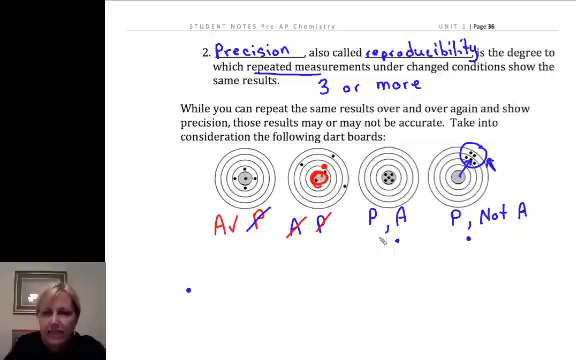 STUDENT NOTES Pre-AP Chemistry UNIT 1 | Page 36
2. Precision, also called reproducibility is the degree to
which repeated measurements under changed conditions show the
same results. 3 or more
While you can repeat the same results over and over again and show
precision, those results may or may not be accurate. Take into
consideration the following dart boards:
A✓ P A P P, A P, Not A